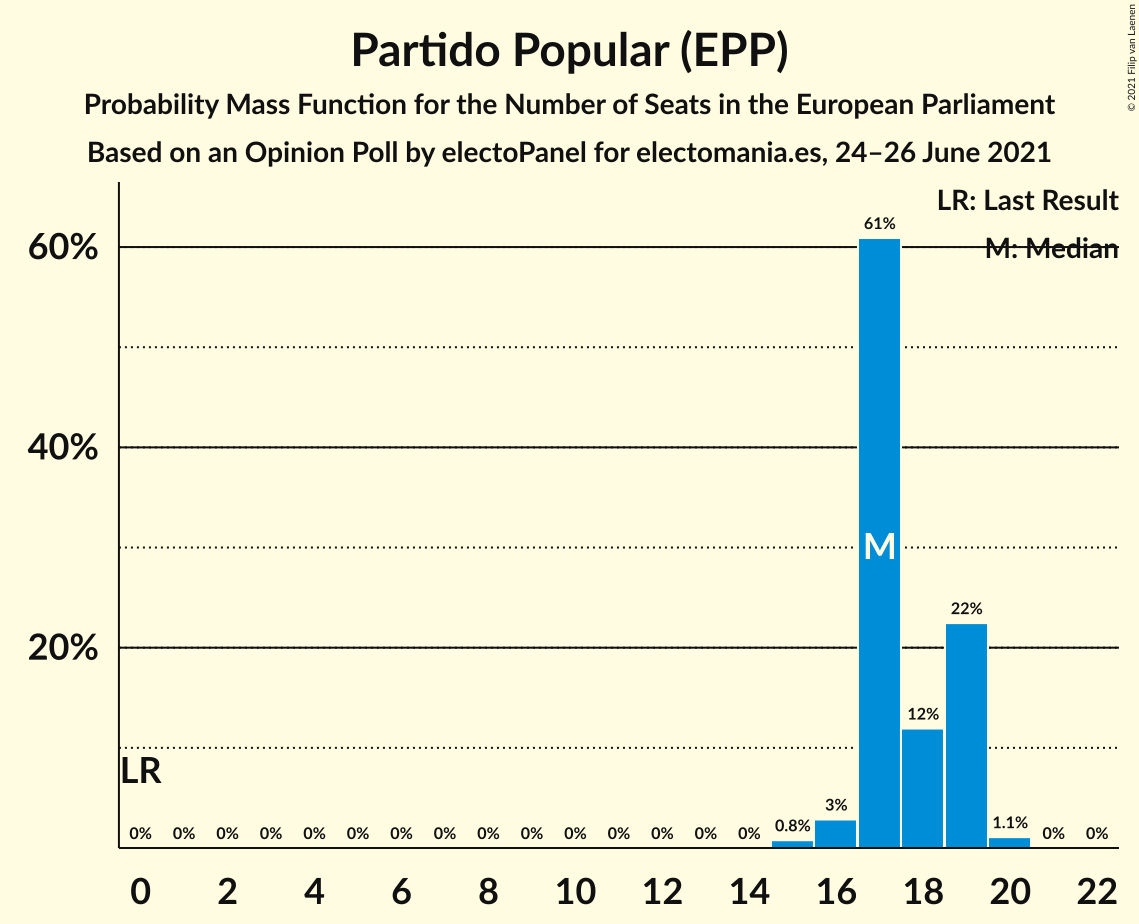 Partido Popular (EPP)
Probability Mass Function for the Number of Seats in the European Parliament
Based on an Opinion Poll by electoPanel for electomania.es, 24–26 June 2021
© 2021 Filip van Laenen
LR: Last Result
M: Median
60%
40%
20%
61%
M
22%
12%
LR
0% 0% 0% 0% 0% 0% 0% 0% 0% 0% 0% 0% 0% 0% 0% 0.8% 3% 1.1% 0% 0%
0 2 4 6 8 10 12 14 16 18 20 22